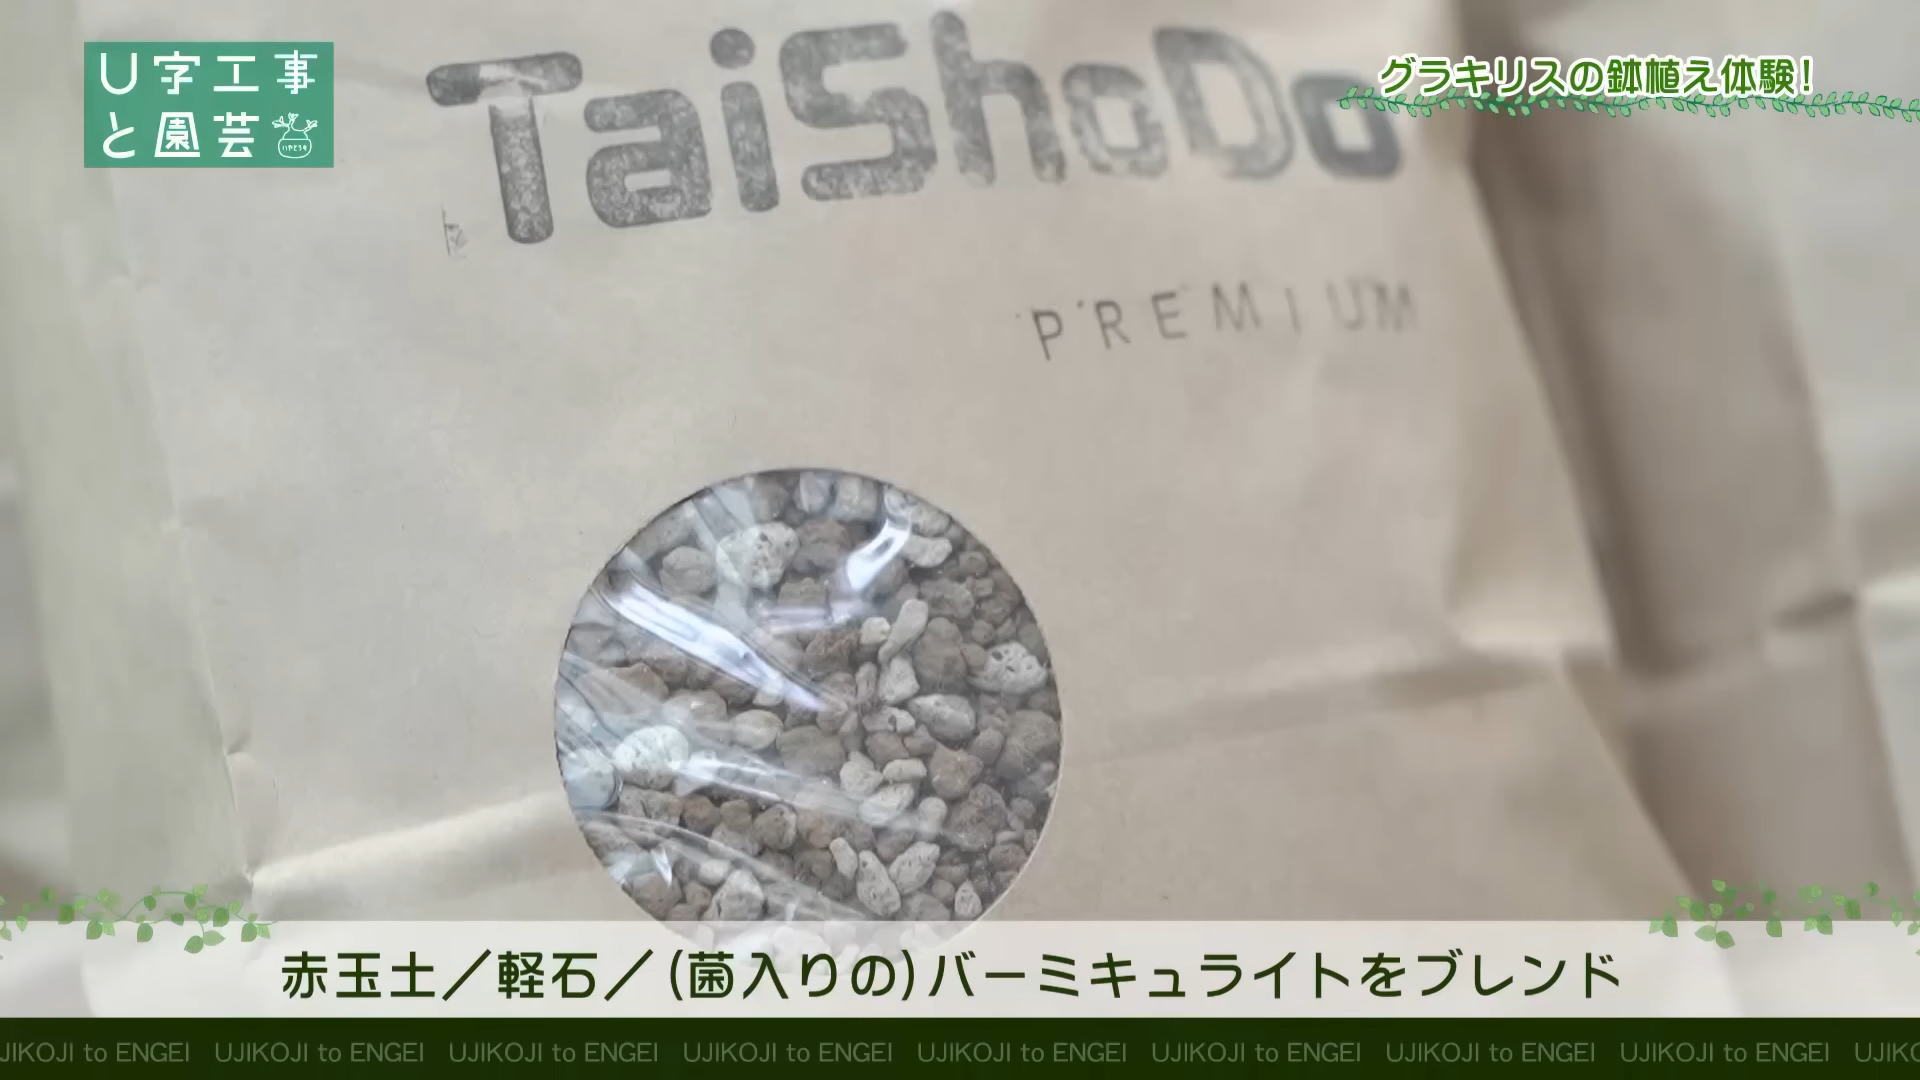 U字工事
と園芸
グラキリスの鉢植え体験!
TaiShoDo
PREMIUM
赤玉土／軽石／(菌入りの)バーミキュライトをブレンド
UJIKOJI to ENGEI UJIKOJI to ENGEI UJIKOJI to ENGEI UJIKOJI to ENGEI UJIKOJI to ENGEI UJIKOJI to ENGEI UJIKOJI to ENGEI UJIKOJI to ENGEI